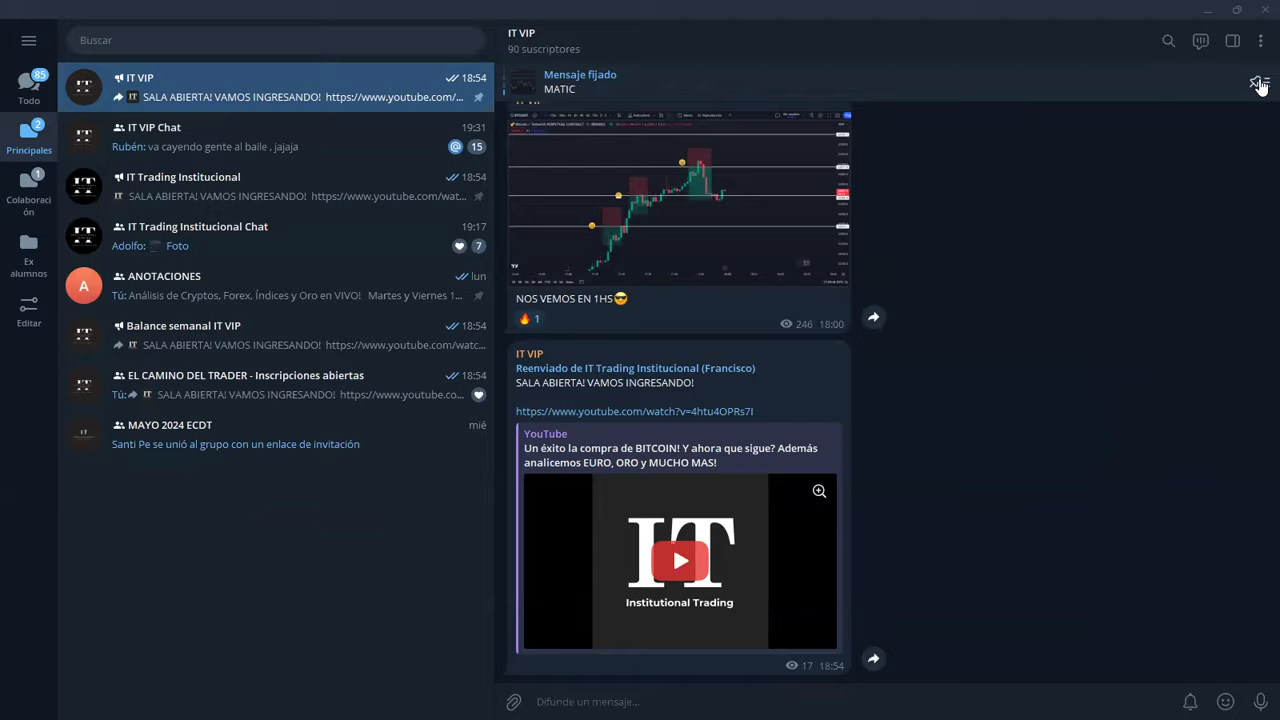 Buscar
85
Todo
2
Principales
1
Colaboraci
ón
Ex
alumnos
Editar
IT VIP
18:54
SALA ABIERTA! VAMOS INGRESANDO! https://www.youtube.com/...
IT VIP Chat
19:31
Rubén: va cayendo gente al baile , jajaja
@ 15
IT Trading Institucional
18:54
SALA ABIERTA! VAMOS INGRESANDO! https://www.youtube.com/wat...
IT Trading Institucional Chat
19:17
Adolfo: Foto
7
A
ANOTACIONES
lun
Tú: Análisis de Cryptos, Forex, Índices y Oro en VIVO! Martes y Viernes 1...
Balance semanal IT VIP
18:54
SALA ABIERTA! VAMOS INGRESANDO! https://www.youtube.com/watc...
EL CAMINO DEL TRADER - Inscripciones abiertas
18:54
Tú: SALA ABIERTA! VAMOS INGRESANDO! https://www.youtube.co...
MAYO 2024 ECDT
mié
Santi Pe se unió al grupo con un enlace de invitación
IT VIP
90 suscriptores
Mensaje fijado
MATIC
NOS VEMOS EN 1HS
1
246 18:00
IT VIP
Reenviado de IT Trading Institucional (Francisco)
SALA ABIERTA! VAMOS INGRESANDO!
https://www.youtube.com/watch?v=4htu4OPRs7I
YouTube
Un éxito la compra de BITCOIN! Y ahora que sigue? Además
analicemos EURO, ORO y MUCHO MAS!
IT
Institutional Trading
17 18:54
Difunde un mensaje...